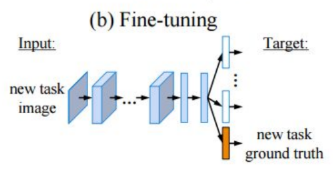 (b) Fine-tuning
Input:
Target:
new task
image
...
...
new task
ground truth